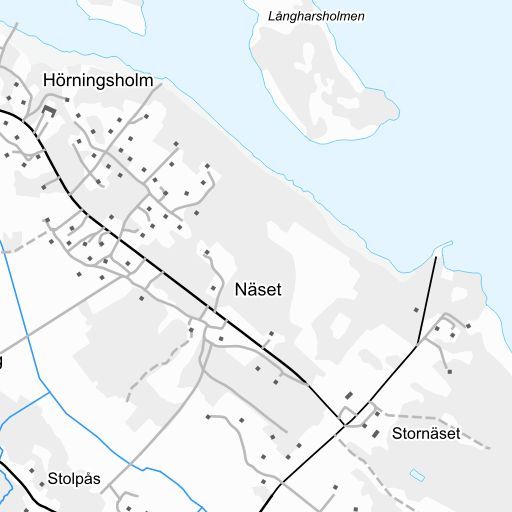 Långharsholmen
Hörningsholm
Näset
g
Stornäset
Stolpås